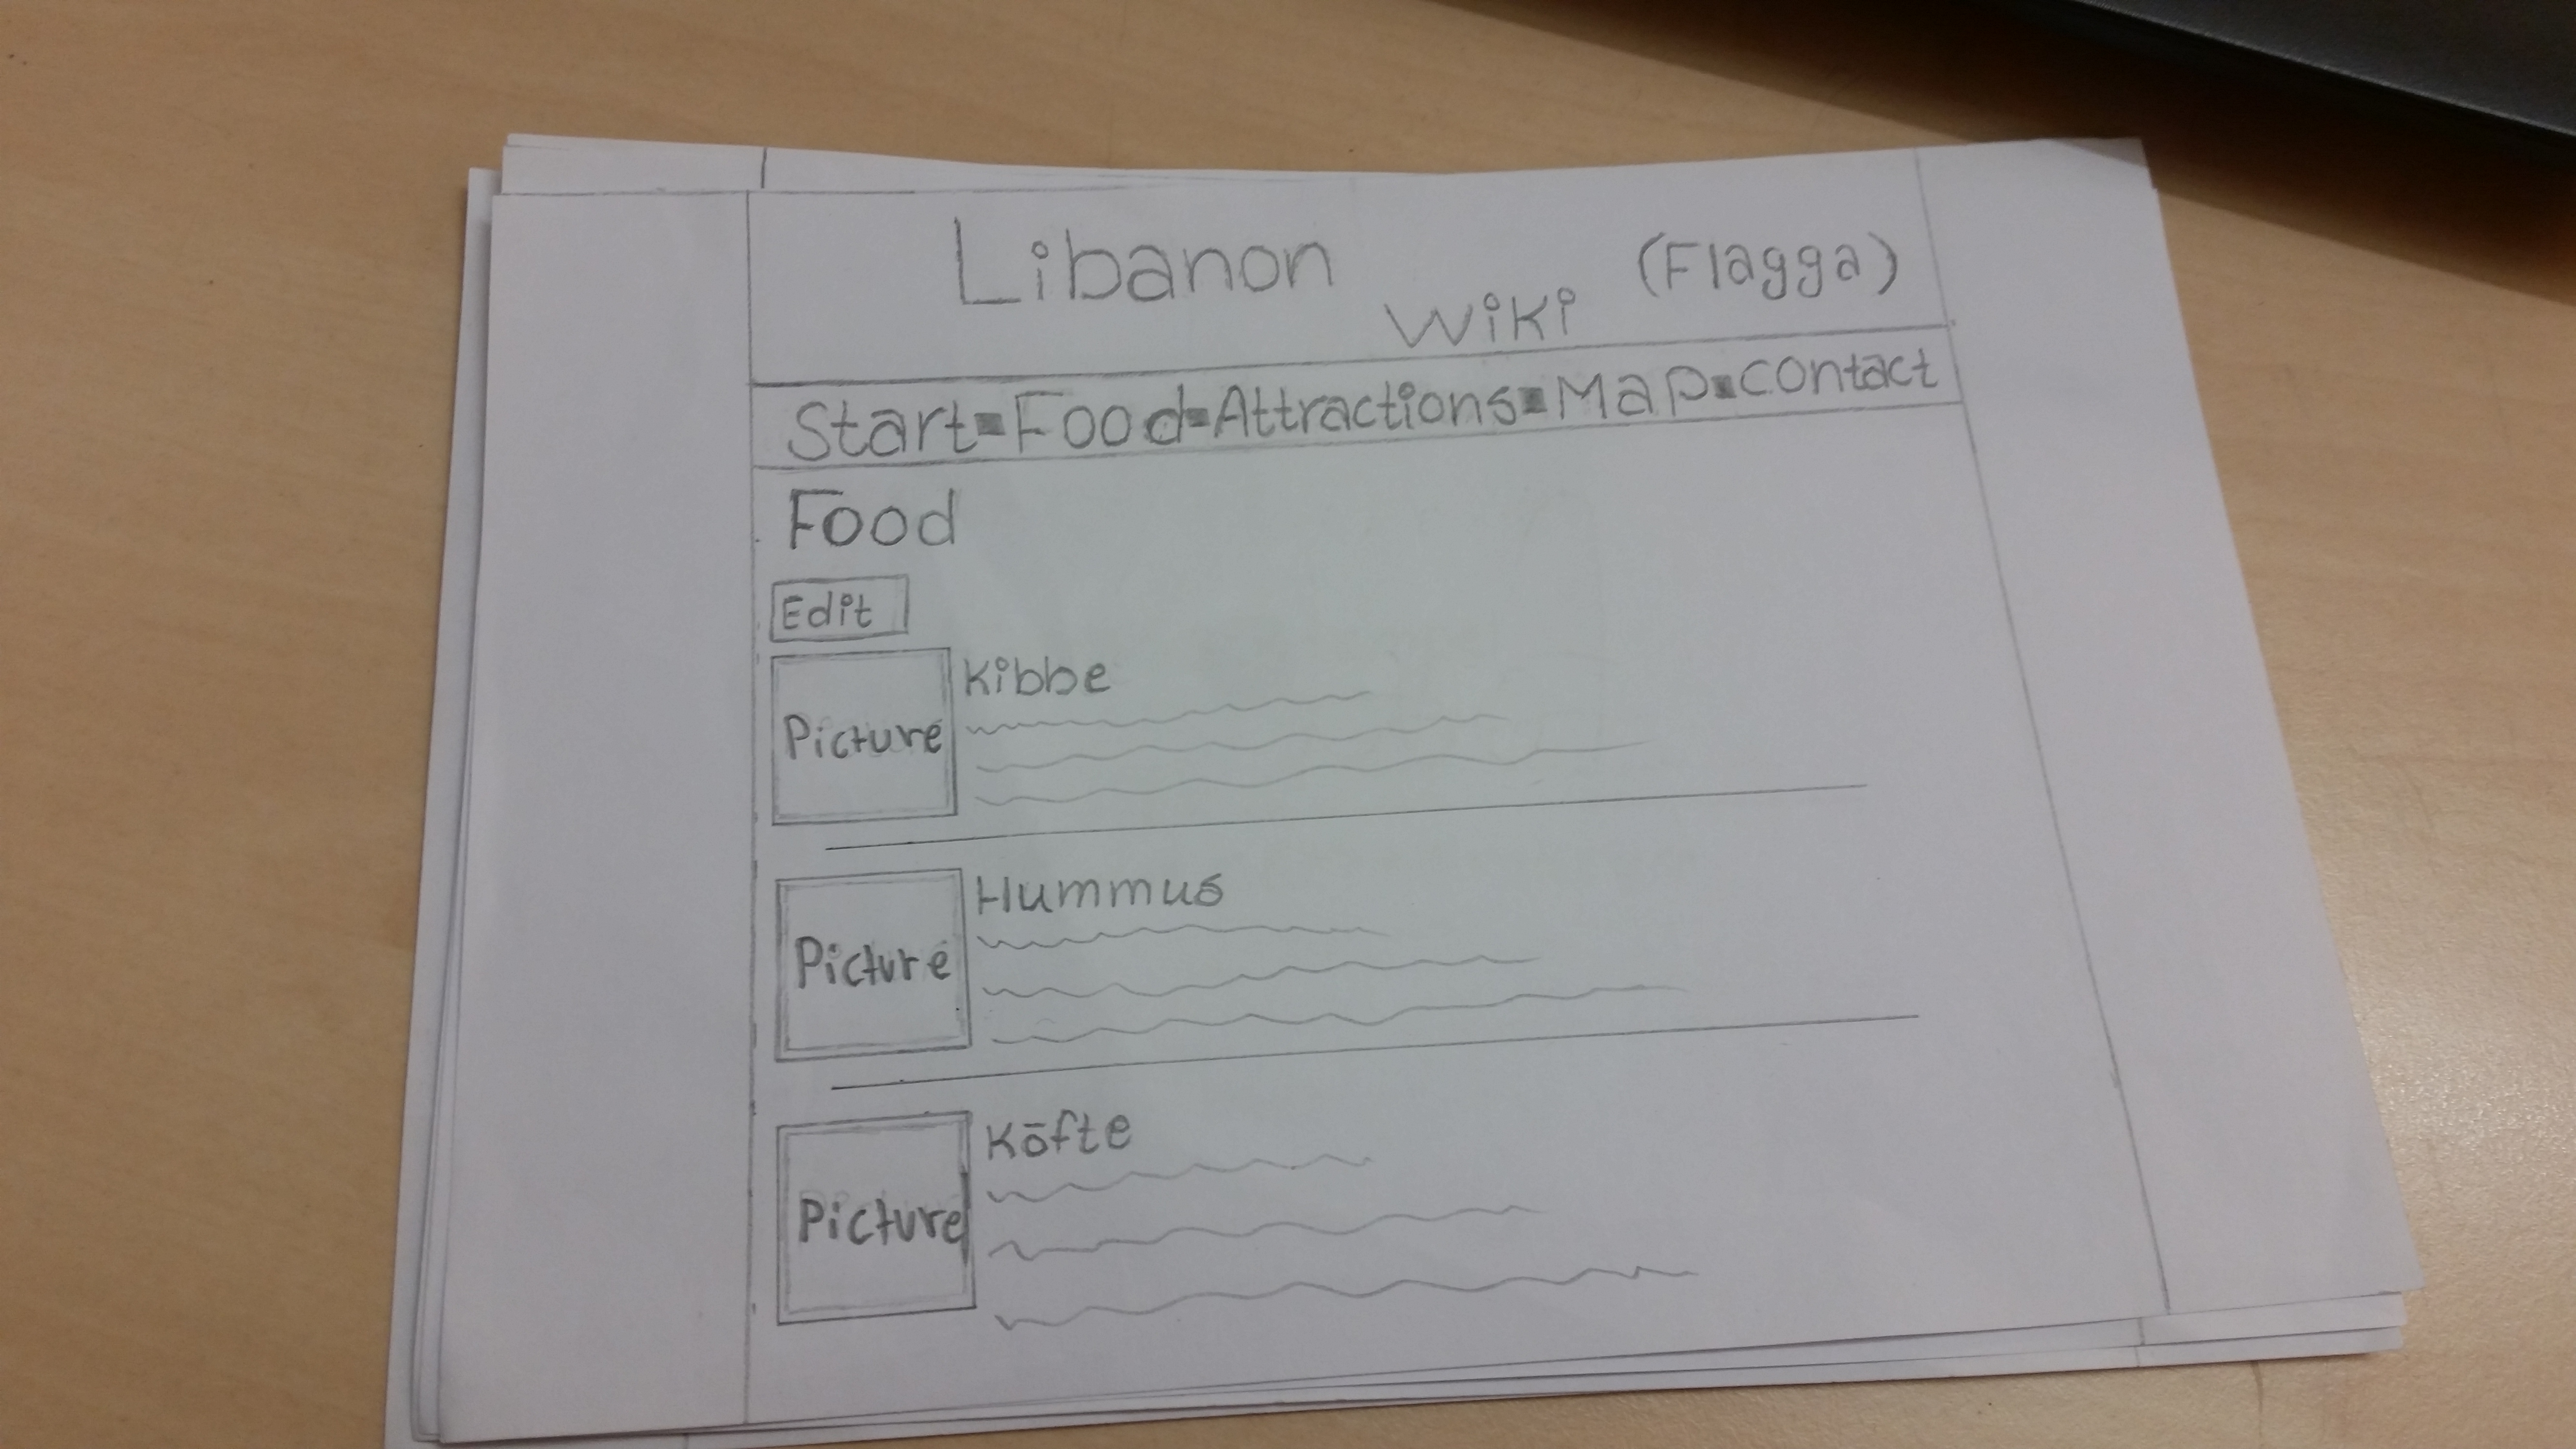 Libanon
wiki
(Flagga)
Start-Food-Attractions-Map-contact
Food
Edit
Picture
Kibbe
Picture
Hummus
Picture
Köfte